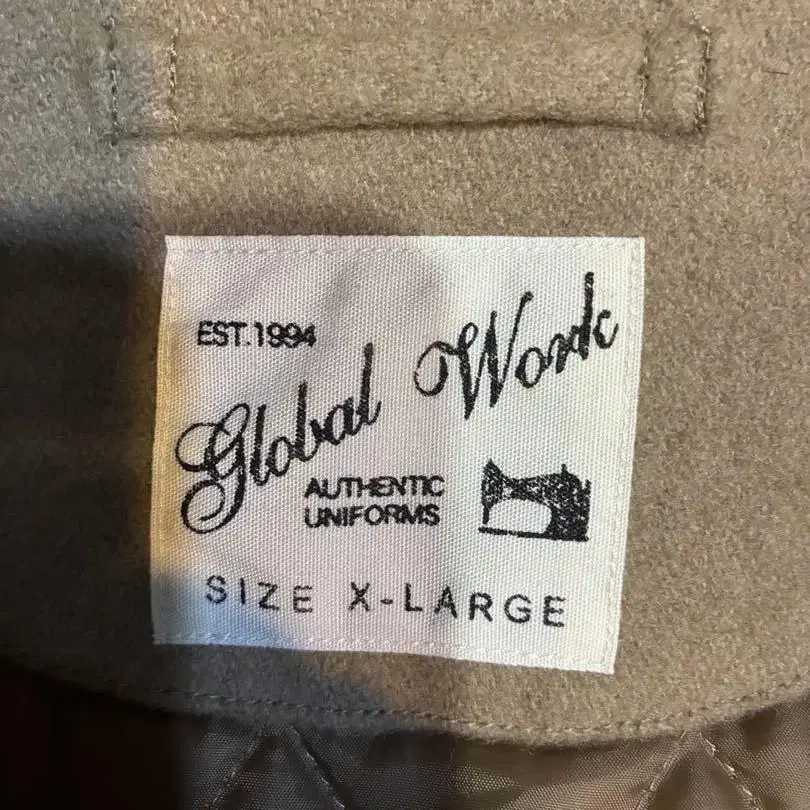 EST.1994
Global Work
AUTHENTIC
UNIFORMS
SIZE X-LARGE